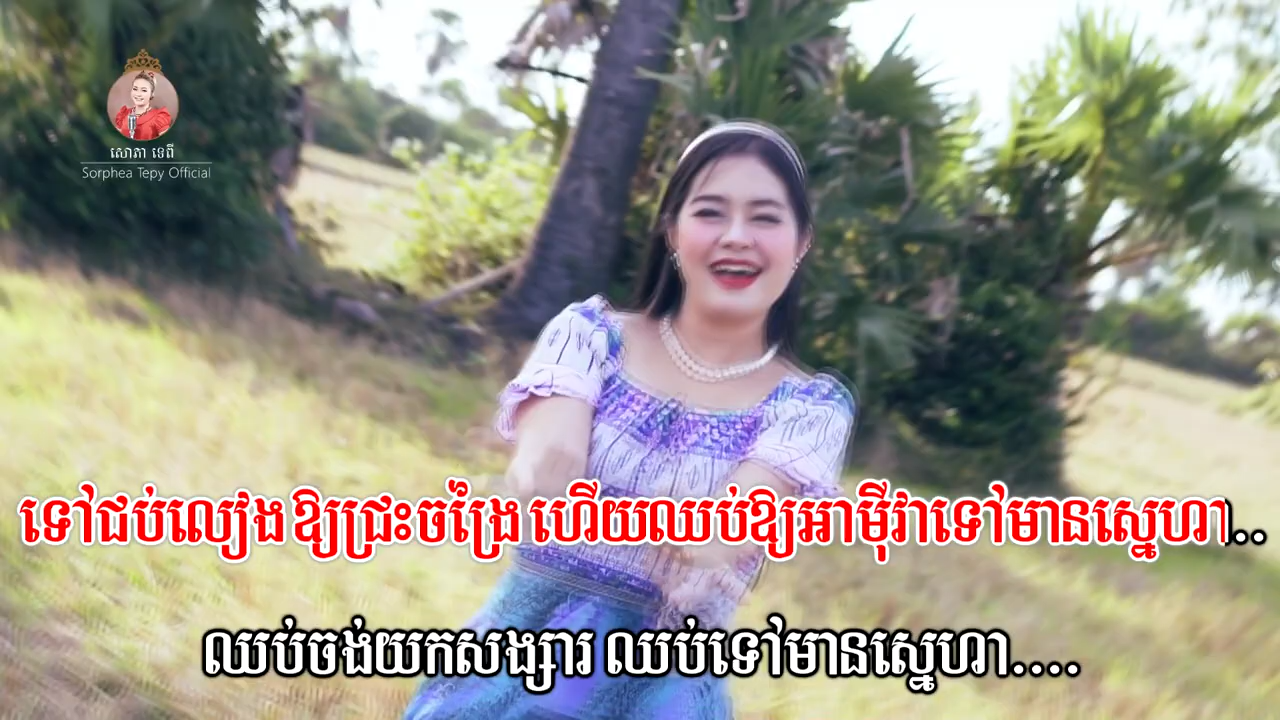 សោភា ទេពី
Sorphea Tepy Official
ទៅជប់លៀង ឱ្យជ្រះចង្រៃ ហើយឈប់ឱ្យអាម៉ីវាទៅមានស្នេហា..
ឈប់ចង់យកសង្សារ ឈប់ទៅមានស្នេហា....